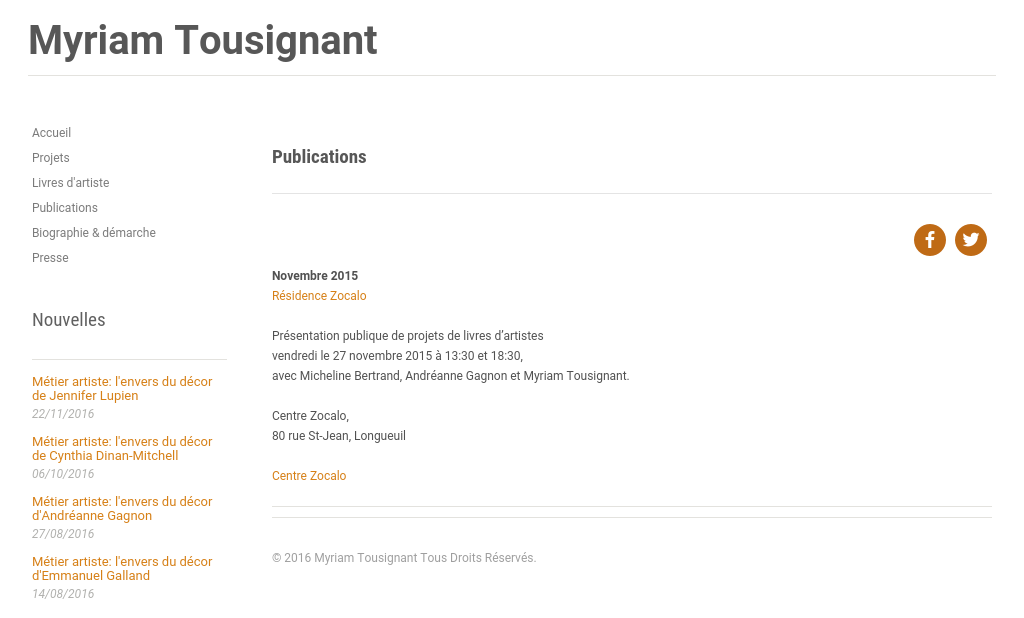 Myriam Tousignant
Accueil
Projets
Livres d'artiste
Publications
Biographie & démarche
Presse
Nouvelles
Métier artiste: l'envers du décor
de Jennifer Lupien
22/11/2016
Métier artiste: l'envers du décor
de Cynthia Dinan-Mitchell
06/10/2016
Métier artiste: l'envers du décor
d'Andréanne Gagnon
27/08/2016
Métier artiste: l'envers du décor
d'Emmanuel Galland
14/08/2016
Publications
Novembre 2015
Résidence Zocalo
Présentation publique de projets de livres d'artistes
vendredi le 27 novembre 2015 à 13:30 et 18:30,
avec Micheline Bertrand, Andréanne Gagnon et Myriam Tousignant.
Centre Zocalo,
80 rue St-Jean, Longueuil
Centre Zocalo
© 2016 Myriam Tousignant Tous Droits Réservés.